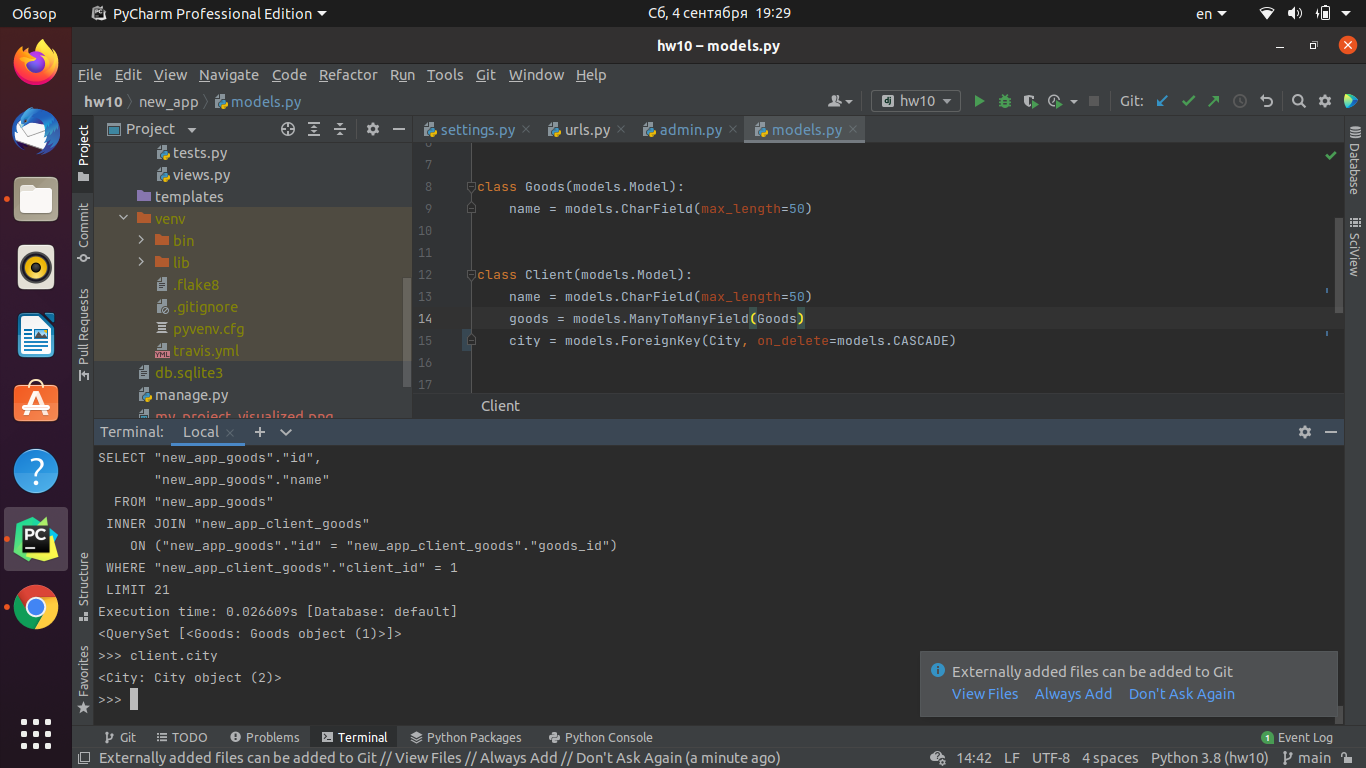 Обзор PyCharm Professional Edition Сб, 4 сентября 19:29 en
hw10 – models.py
File Edit View Navigate Code Refactor Run Tools Git Window Help
hw10 new_app models.py hw10 Git:
Project
settings.py urls.py admin.py models.py
Project
Commit
Pull Requests
Structure
Favorites
tests.py
views.py
templates
venv
bin
lib
.flake8
.gitignore
pyvenv.cfg
travis.yml
db.sqlite3
manage.py
my_project_visualized.png
6
7
8 class Goods(models.Model):
9 name = models.CharField(max_length=50)
10
11
12 class Client(models.Model):
13 name = models.CharField(max_length=50)
14 goods = models.ManyToManyField(Goods)
15 city = models.ForeignKey(City, on_delete=models.CASCADE)
16
17
Client
Database
SciView
Terminal: Local
SELECT "new_app_goods"."id",
"new_app_goods"."name"
FROM "new_app_goods"
INNER JOIN "new_app_client_goods"
ON ("new_app_goods"."id" = "new_app_client_goods"."goods_id")
WHERE "new_app_client_goods"."client_id" = 1
LIMIT 21
Execution time: 0.026609s [Database: default]
<QuerySet [<Goods: Goods object (1)>]>
>>> client.city
<City: City object (2)>
>>>
Externally added files can be added to Git
View Files Always Add Don't Ask Again
Git TODO Problems Terminal Python Packages Python Console 1 Event Log
Externally added files can be added to Git // View Files // Always Add // Don't Ask Again (a minute ago) 14:42 LF UTF-8 4 spaces Python 3.8 (hw10) main